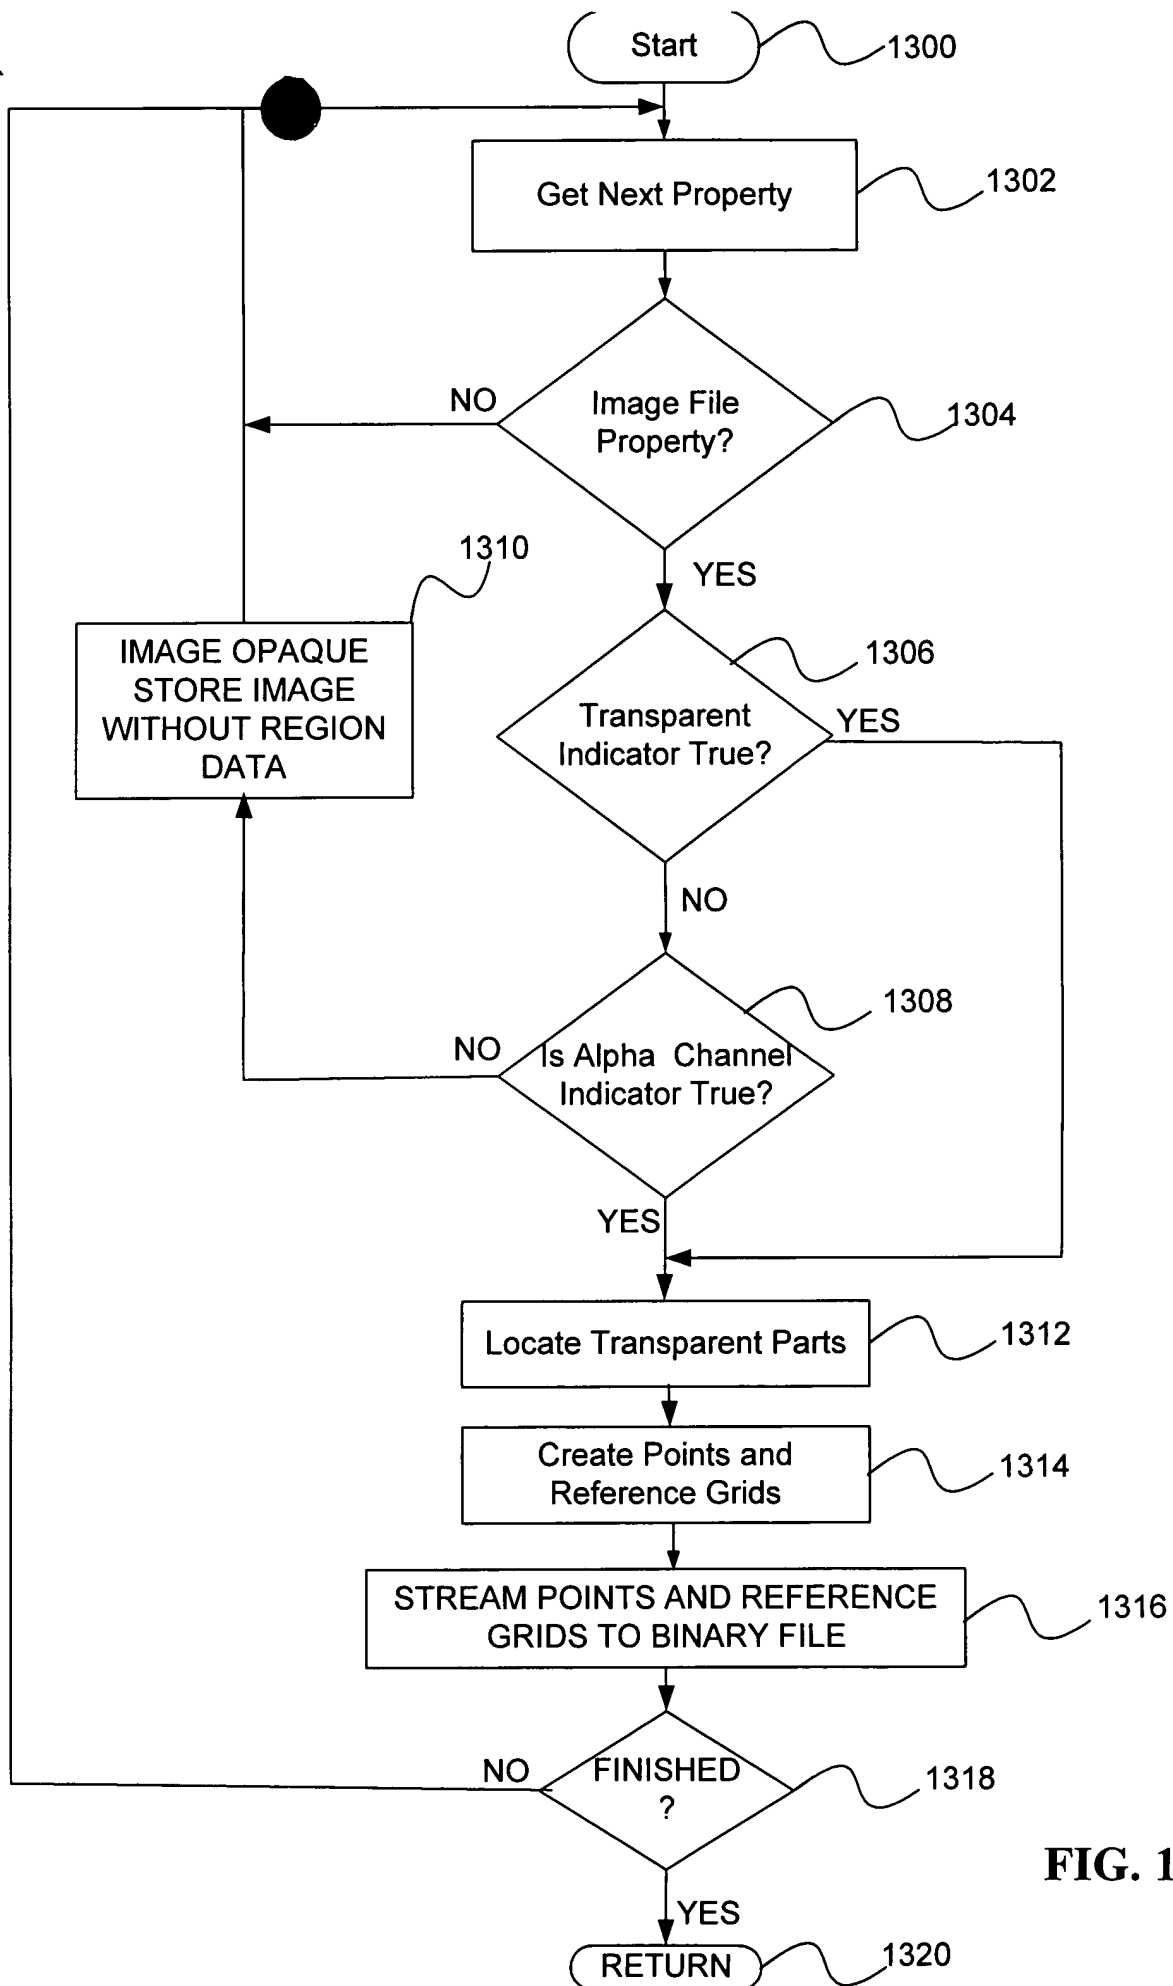 Start
1300
Get Next Property
1302
NO
Image File
Property?
1304
YES
1310
IMAGE OPAQUE
STORE IMAGE
WITHOUT REGION
DATA
1306
Transparent
Indicator True?
YES
NO
1308
NO
Is Alpha Channel
Indicator True?
YES
Locate Transparent Parts
1312
Create Points and
Reference Grids
1314
STREAM POINTS AND REFERENCE
GRIDS TO BINARY FILE
1316
NO
FINISHED
?
1318
FIG. 1
YES
RETURN
1320